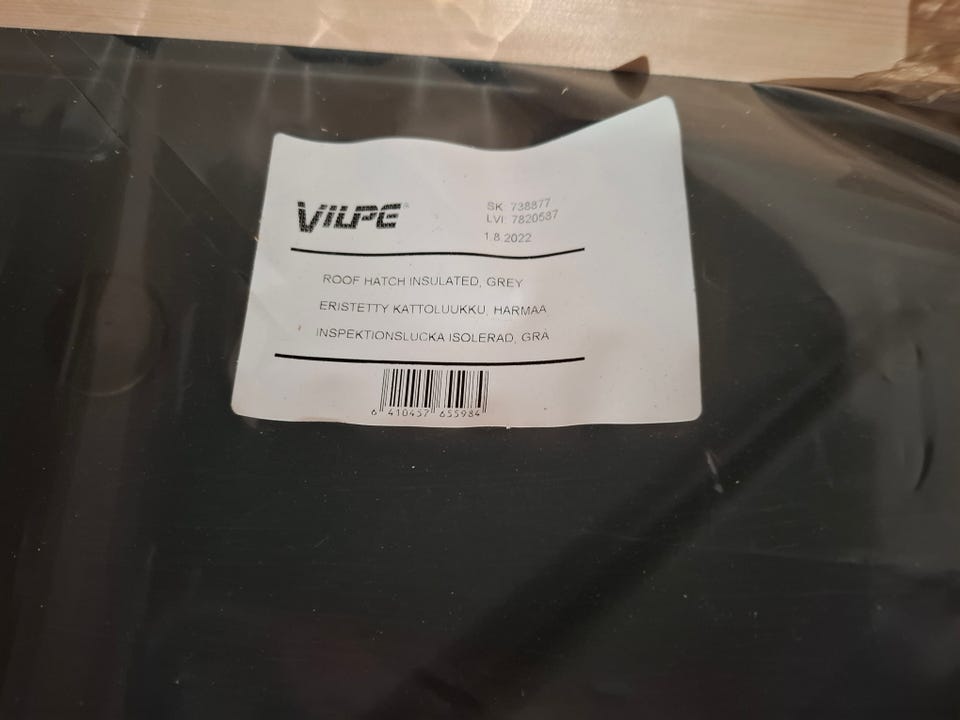 VILPE®
SK: 738877
LVI: 7820587
1.8.2022
ROOF HATCH INSULATED, GREY
ERISTETTY KATTOLUUKKU, HARMAA
INSPEKTIONSLUCKA ISOLERAD, GRÅ
6 410437 655984